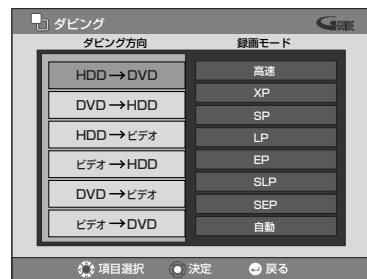 ダビング
G GUIDE
ダビング方向
録画モード
HDD→DVD
DVD→HDD
HDD→ビデオ
ビデオ→HDD
DVD→ビデオ
ビデオ→DVD
高速
XP
SP
LP
EP
SLP
SEP
自動
項目選択 決定 戻る